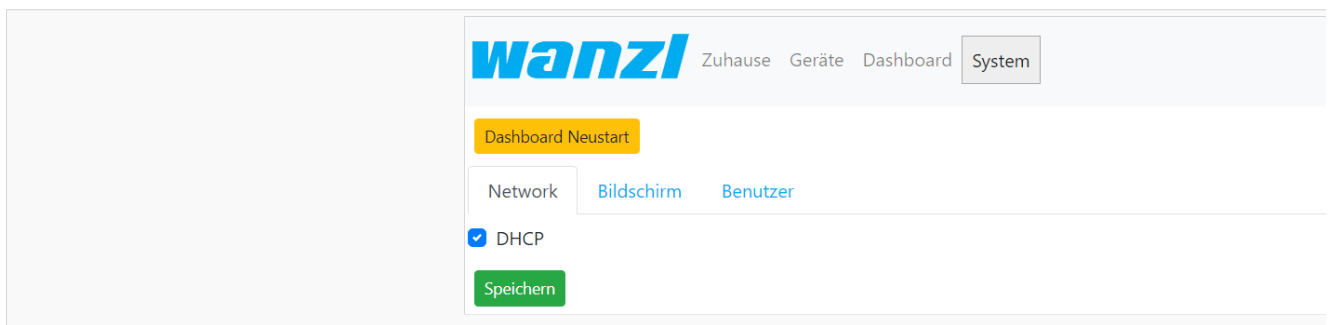 wanzl Zuhause Geräte Dashboard System
Dashboard Neustart
Network Bildschirm Benutzer
DHCP
Speichern